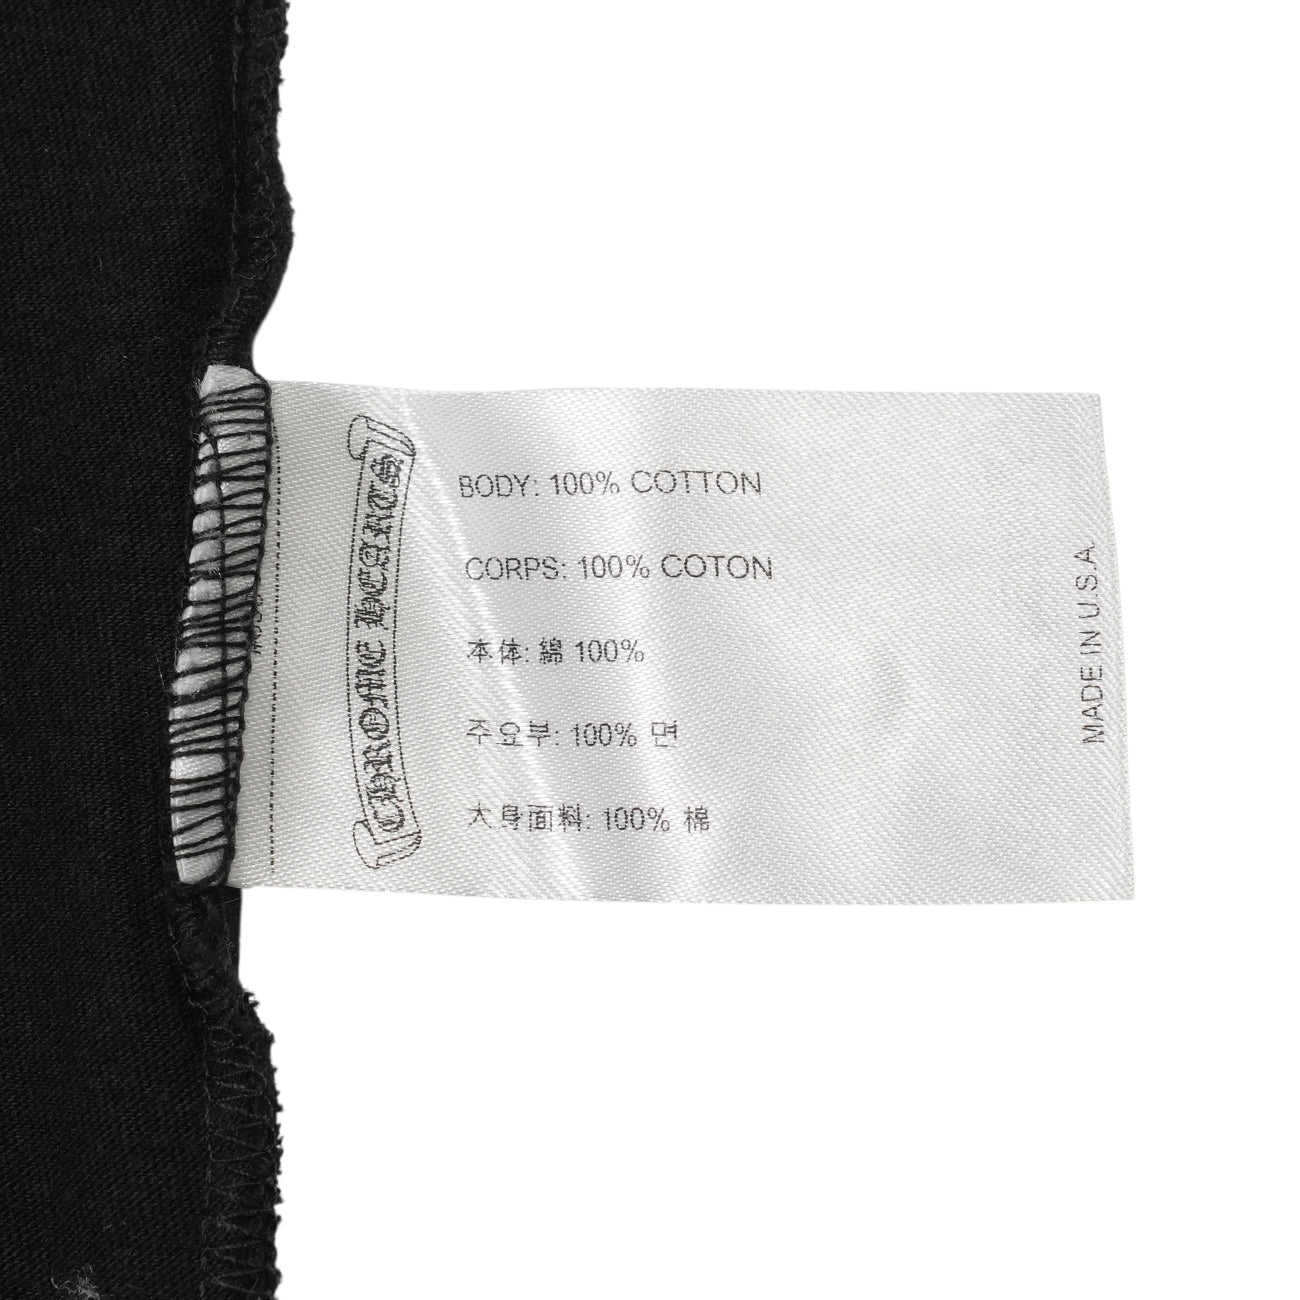 CHROME HEARTS
BODY: 100% COTTON
CORPS: 100% COTON
本体: 綿 100%
주요부: 100% 면
大身面料: 100% 棉
MADE IN U.S.A.